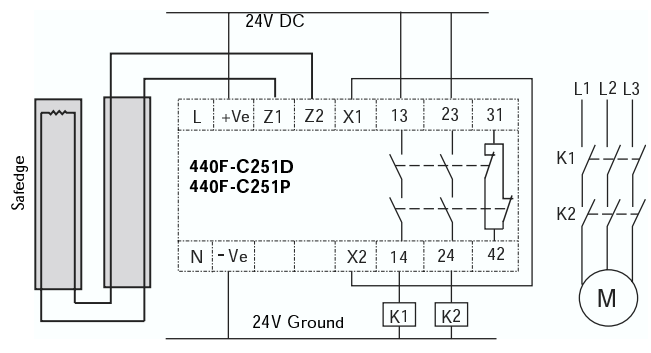 24V DC
L +Ve Z1 Z2 X1 13 23 31
440F-C251D
440F-C251P
N -Ve X2 14 24 42
K1 K2
24V Ground
Safedge
L1 L2 L3
K1
K2
M